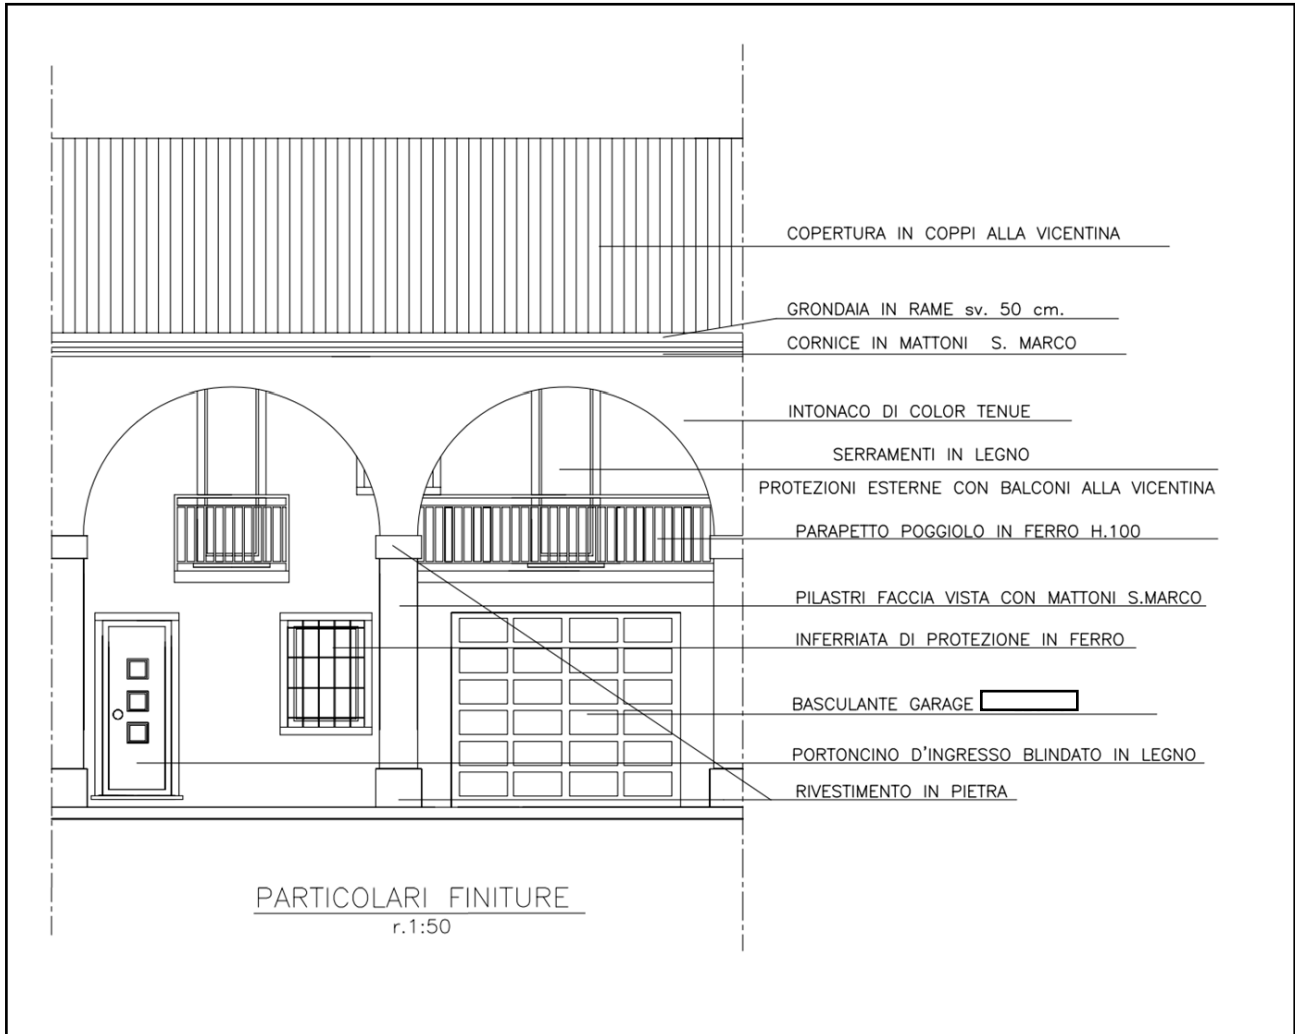 COPERTURA IN COPPI ALLA VICENTINA
GRONDAIA IN RAME sv. 50 cm.
CORNICE IN MATTONI S. MARCO
INTONACO DI COLOR TENUE
SERRAMENTI IN LEGNO
PROTEZIONI ESTERNE CON BALCONI ALLA VICENTINA
PARAPETTO POGGIOLO IN FERRO H.100
PILASTRI FACCIA VISTA CON MATTONI S.MARCO
INFERRIATA DI PROTEZIONE IN FERRO
BASCULANTE GARAGE
PORTONCINO D'INGRESSO BLINDATO IN LEGNO
RIVESTIMENTO IN PIETRA
PARTICOLARI FINITURE
r.1:50